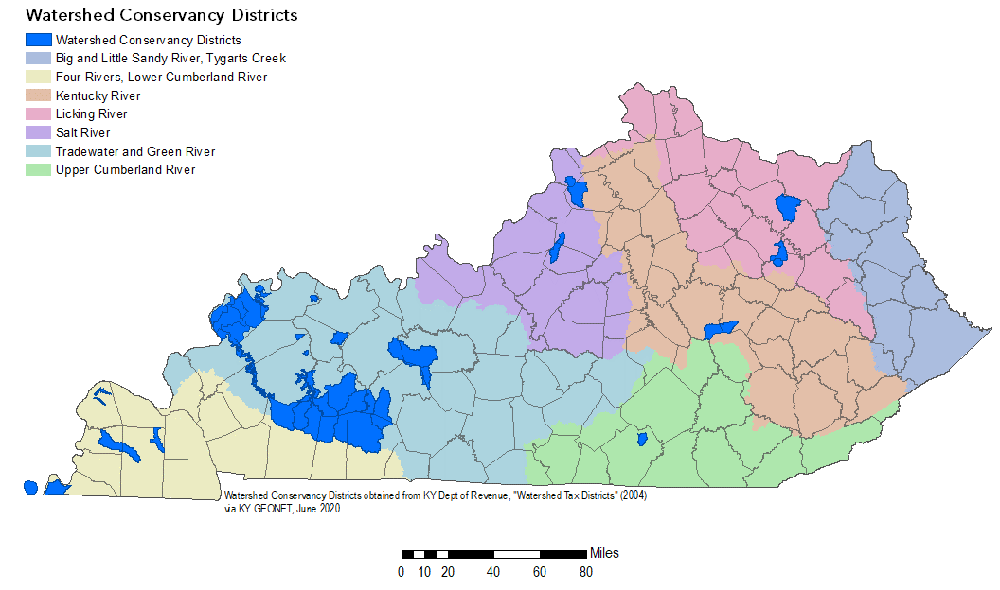 Watershed Conservancy Districts
Watershed Conservancy Districts
Big and Little Sandy River, Tygarts Creek
Four Rivers, Lower Cumberland River
Kentucky River
Licking River
Salt River
Tradewater and Green River
Upper Cumberland River
Watershed Conservancy Districts obtained from KY Dept of Revenue, "Watershed Tax Districts" (2004)
via KY GEONET, June 2020
Miles
0 10 20 40 60 80